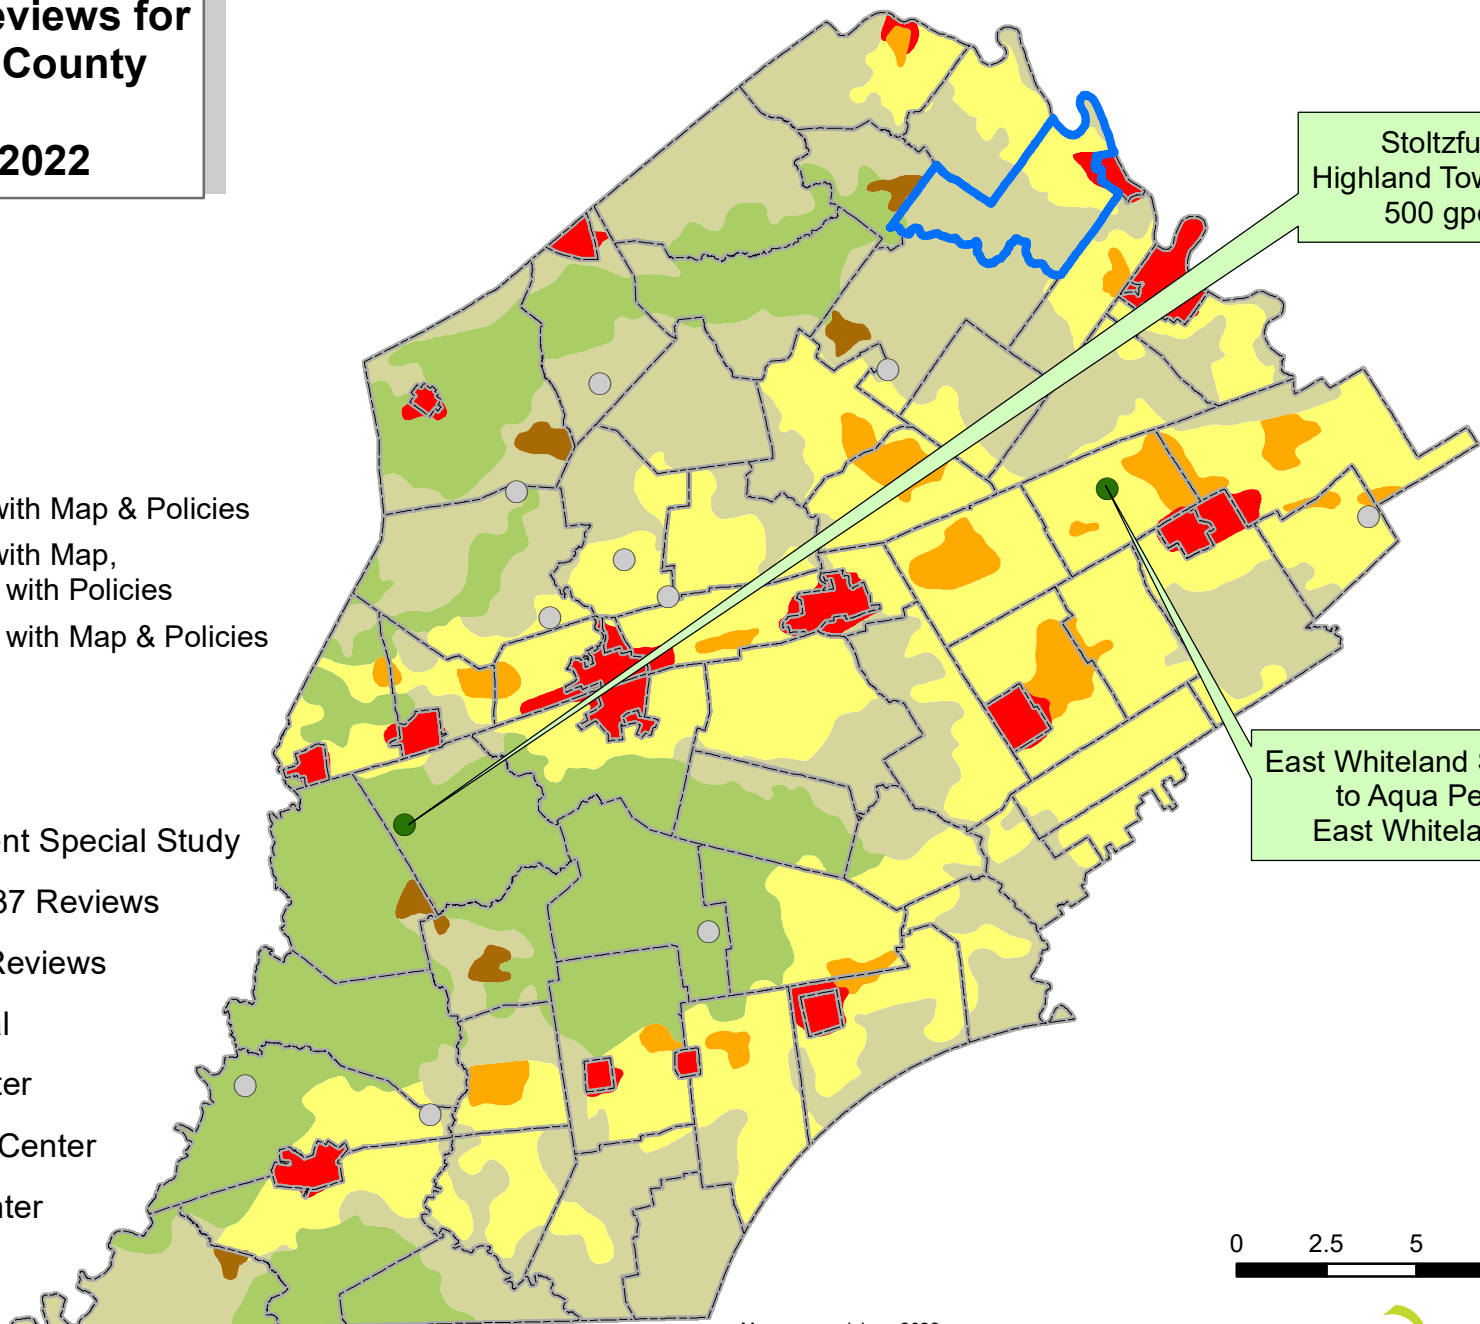 eviews for
County
2022
Stoltzfu
Highland Tow
500 gp
with Map & Policies
with Map,
with Policies
with Map & Policies
East Whiteland S
to Aqua Pe
East Whitela
nt Special Study
37 Reviews
Reviews
l
ter
Center
nter
0 2.5 5